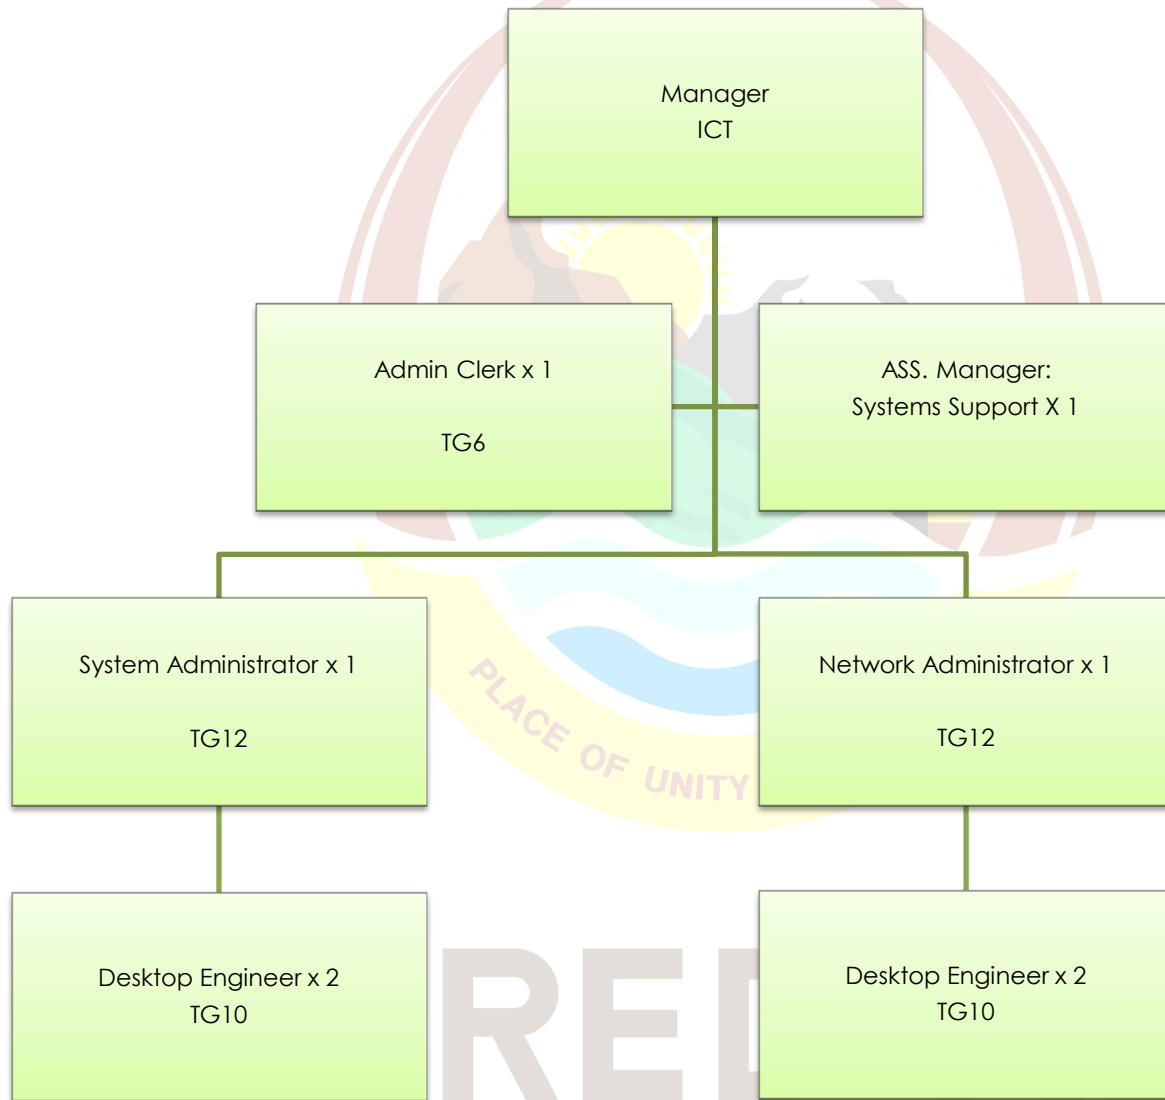 Manager
ICT
Admin Clerk x 1
TG6
ASS. Manager:
Systems Support X 1
System Administrator x 1
TG12
Network Administrator x 1
TG12
PLACE OF UNITY
Desktop Engineer x 2
TG10
Desktop Engineer x 2
TG10